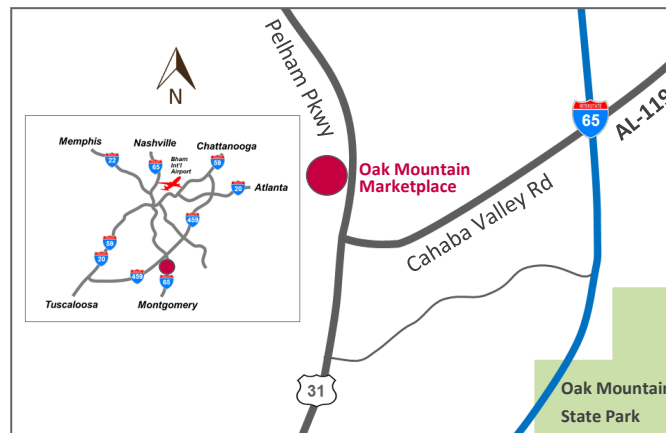 Pelham Pkwy
N
INTERSTATE
65
AL-119
Oak Mountain
Marketplace
Cahaba Valley Rd
31
Oak Mountain
State Park
Memphis
Nashville
Chattanooga
Bham
Int'l
Airport
22
65
59
20
Atlanta
459
59
20
459
65
Tuscaloosa
Montgomery